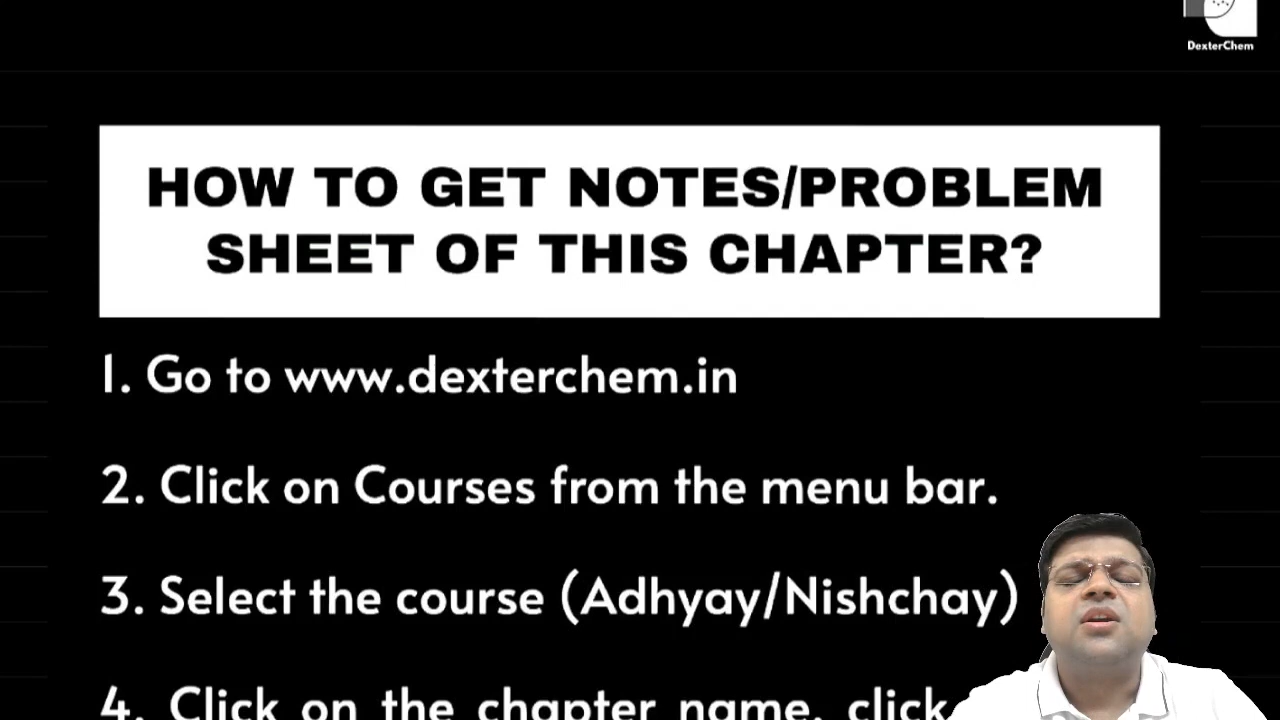 DexterChem
HOW TO GET NOTES/PROBLEM
SHEET OF THIS CHAPTER?
1. Go to www.dexterchem.in
2. Click on Courses from the menu bar.
3. Select the course (Adhyay/Nishchay)
4. Click on the chapter name, click